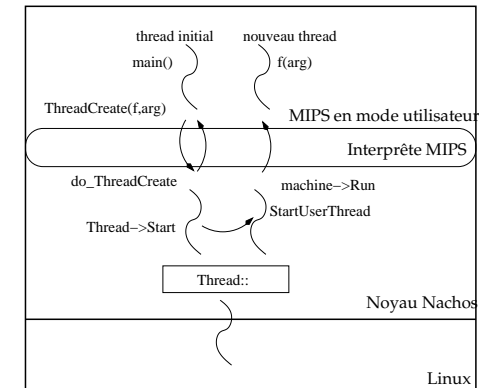 thread initial
nouveau thread
main()
f(arg)
ThreadCreate(f,arg)
MIPS en mode utilisateur
Interprête MIPS
do_ThreadCreate
machine−>Run
StartUserThread
Thread−>Start
Thread::
Noyau Nachos
Linux